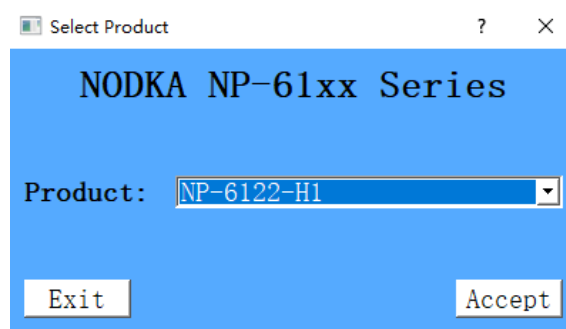 Select Product
NODKA NP-61xx Series
Product: NP-6122-H1
Exit Accept